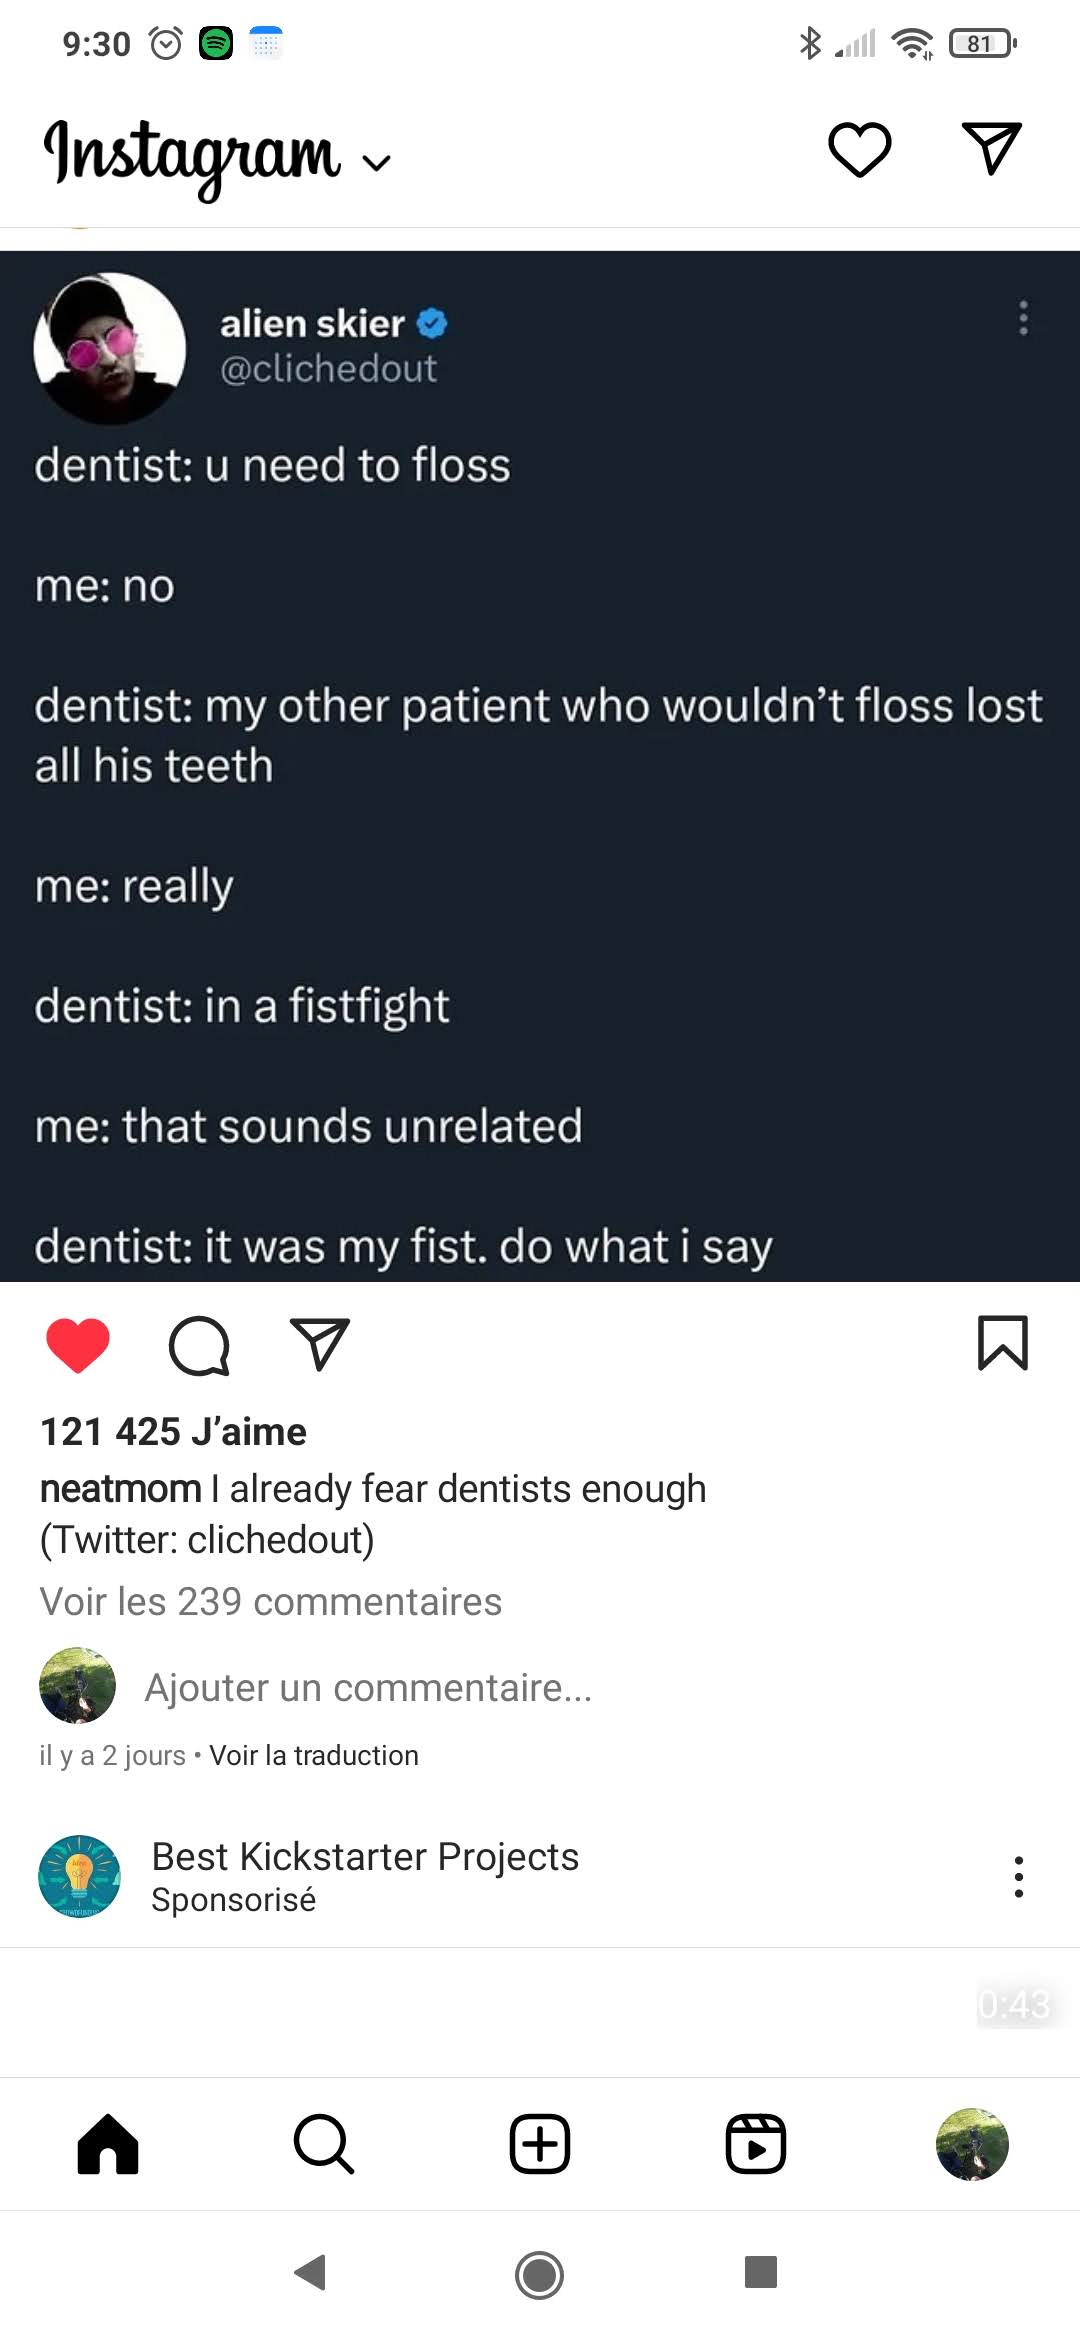 9:30
81
Instagram
alien skier
@clichedout
dentist: u need to floss
me: no
dentist: my other patient who wouldn’t floss lost
all his teeth
me: really
dentist: in a fistfight
me: that sounds unrelated
dentist: it was my fist. do what i say
121 425 J’aime
neatmom I already fear dentists enough
(Twitter: clichedout)
Voir les 239 commentaires
Ajouter un commentaire...
il y a 2 jours • Voir la traduction
Best Kickstarter Projects
Sponsorisé
0:43